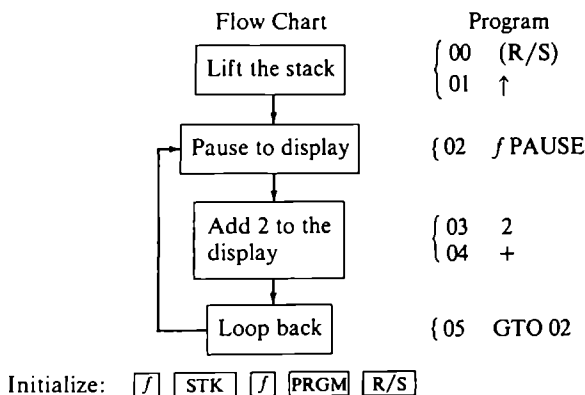 Flow Chart Program
Lift the stack { 00 (R/S)
01 ↑
Pause to display { 02 f PAUSE
Add 2 to the display { 03 2
04 +
Loop back { 05 GTO 02
Initialize: f STK f PRGM R/S